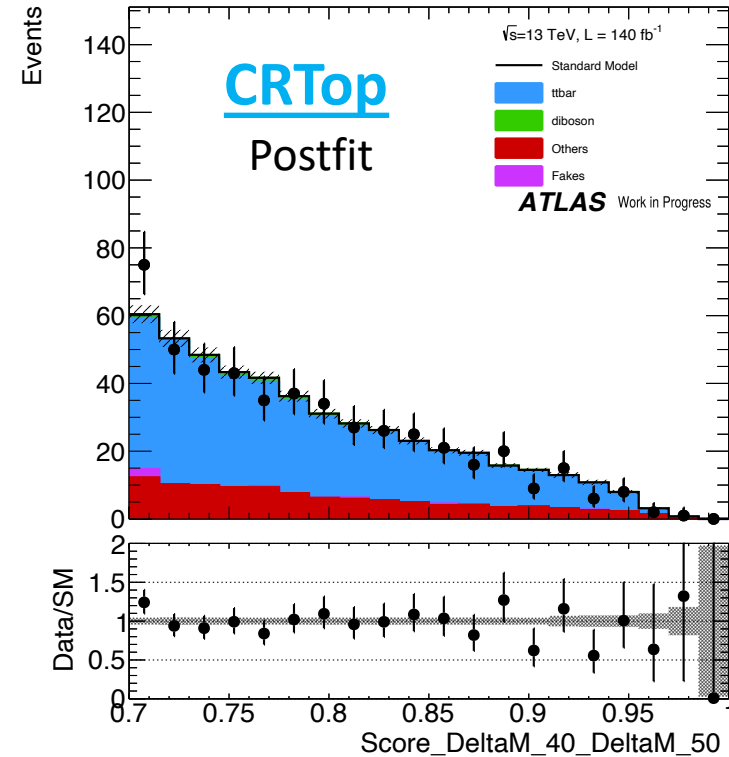 Events
√s=13 TeV, L = 140 fb⁻¹
Standard Model
ttbar
diboson
Others
Fakes
ATLAS Work in Progress
CRTop
Postfit
140
120
100
80
60
40
20
0
Data/SM
2
1.5
1
0.5
0
0.7 0.75 0.8 0.85 0.9 0.95
Score_DeltaM_40_DeltaM_50